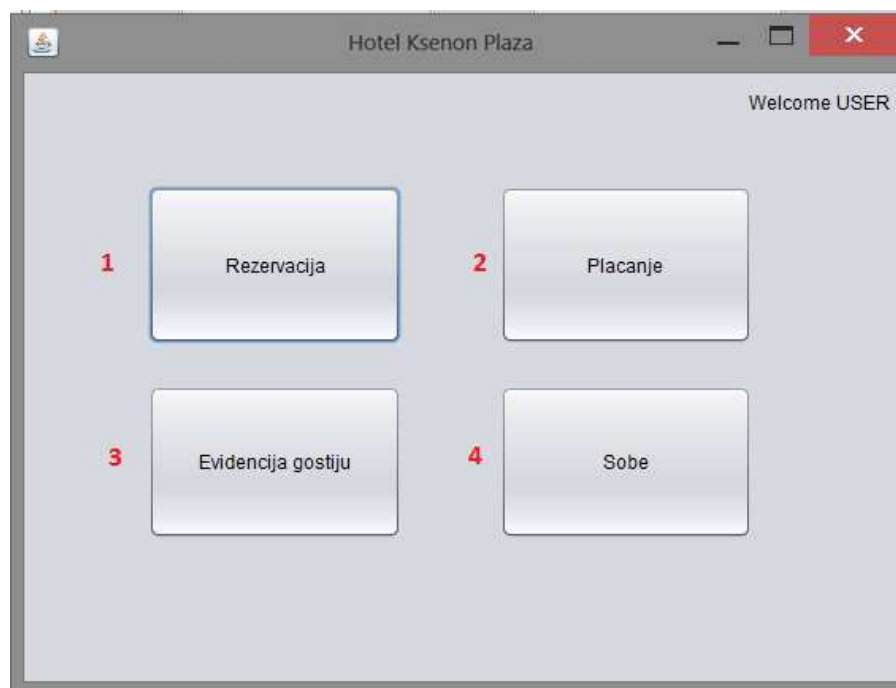 Hotel Ksenon Plaza
Welcome USER
1 Rezervacija 2 Placanje
3 Evidencija gostiju 4 Sobe